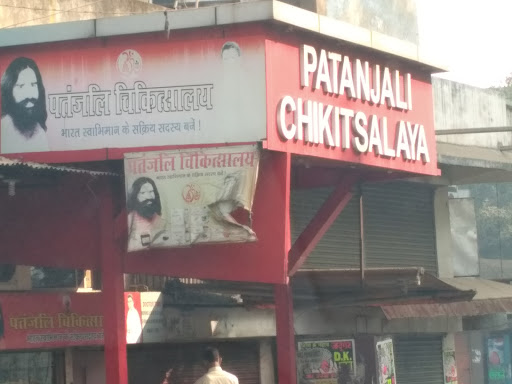 पतंजलि चिकित्सालय
भारत स्वाभिमान के सक्रिय सदस्य बनें !
PATANJALI
CHIKITSALAYA
पतंजलि चिकित्सालय
पतंजलि चिकित्सा
D.K.